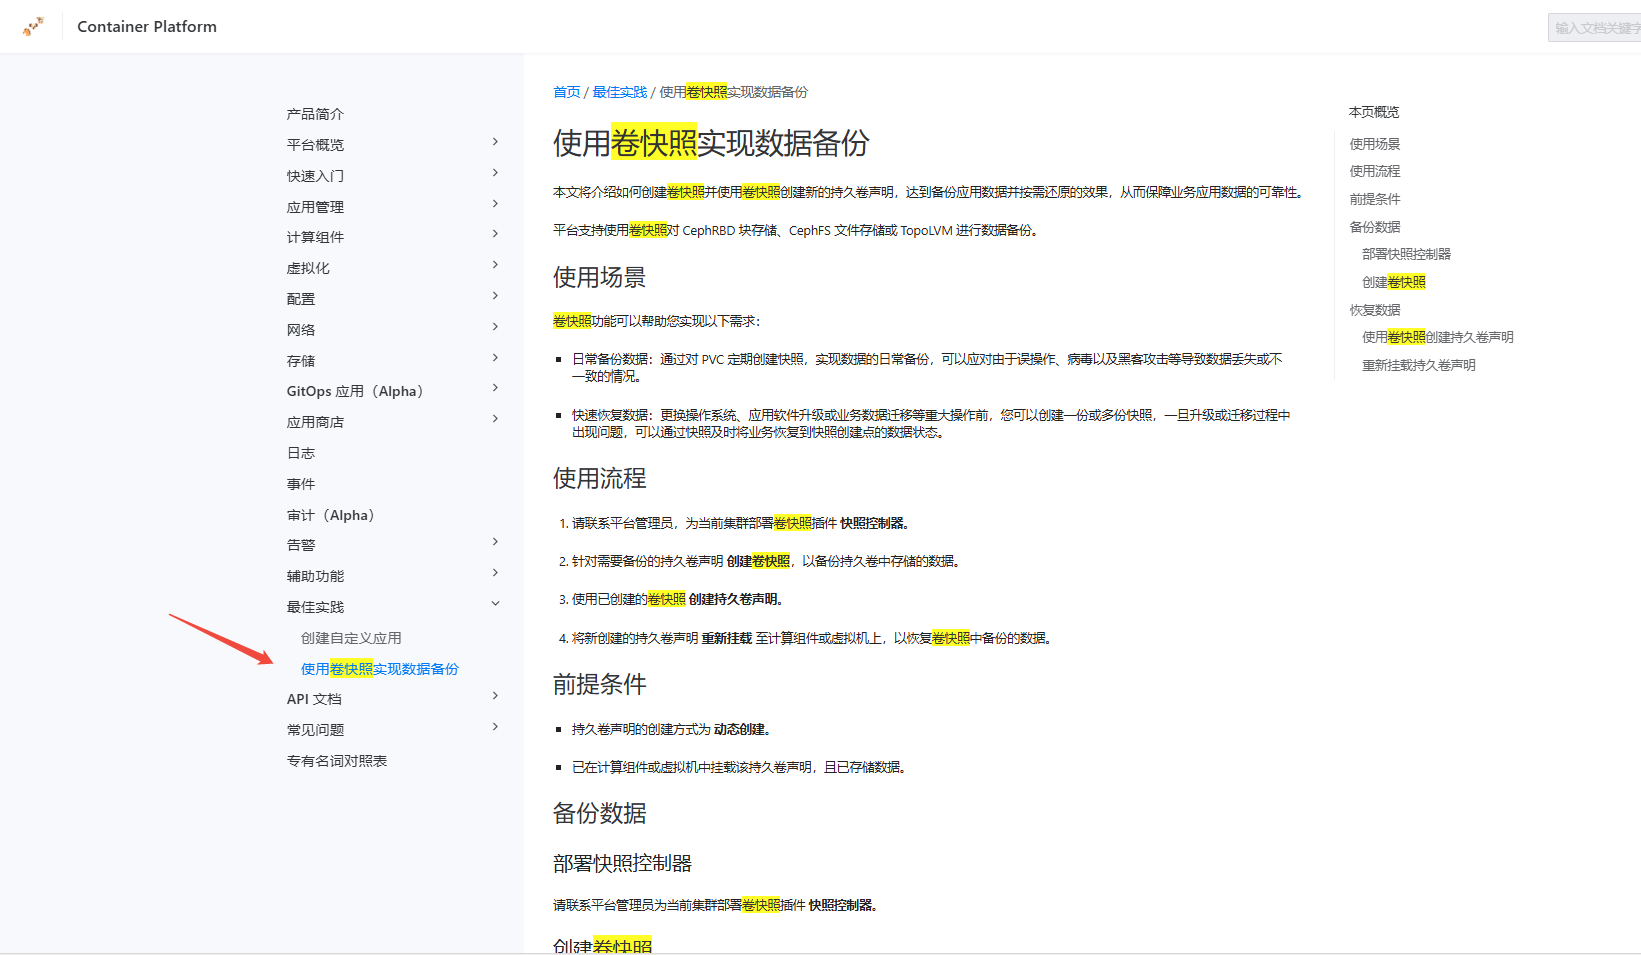 Container Platform
输入文档关键字
产品简介
平台概览
快速入门
应用管理
计算组件
虚拟化
配置
网络
存储
GitOps 应用（Alpha）
应用商店
日志
事件
审计（Alpha）
告警
辅助功能
最佳实践
创建自定义应用
使用卷快照实现数据备份
API 文档
常见问题
专有名词对照表
首页 / 最佳实践 / 使用卷快照实现数据备份
使用卷快照实现数据备份
本文将介绍如何创建卷快照并使用卷快照创建新的持久卷声明，达到备份应用数据并按需还原的效果，从而保障业务应用数据的可靠性。
平台支持使用卷快照对 CephRBD 块存储、CephFS 文件存储或 TopoLVM 进行数据备份。
使用场景
卷快照功能可以帮助您实现以下需求：
▪ 日常备份数据：通过对 PVC 定期创建快照，实现数据的日常备份，可以应对由于误操作、病毒以及黑客攻击等导致数据丢失或不
一致的情况。
▪ 快速恢复数据：更换操作系统、应用软件升级或业务数据迁移等重大操作前，您可以创建一份或多份快照，一旦升级或迁移过程中
出现问题，可以通过快照及时将业务恢复到快照创建点的数据状态。
使用流程
1. 请联系平台管理员，为当前集群部署卷快照插件 快照控制器。
2. 针对需要备份的持久卷声明 创建卷快照，以备份持久卷中存储的数据。
3. 使用已创建的卷快照 创建持久卷声明。
4. 将新创建的持久卷声明 重新挂载 至计算组件或虚拟机上，以恢复卷快照中备份的数据。
前提条件
▪ 持久卷声明的创建方式为 动态创建。
▪ 已在计算组件或虚拟机中挂载该持久卷声明，且已存储数据。
备份数据
部署快照控制器
请联系平台管理员为当前集群部署卷快照插件 快照控制器。
创建卷快照
本页概览
使用场景
使用流程
前提条件
备份数据
部署快照控制器
创建卷快照
恢复数据
使用卷快照创建持久卷声明
重新挂载持久卷声明